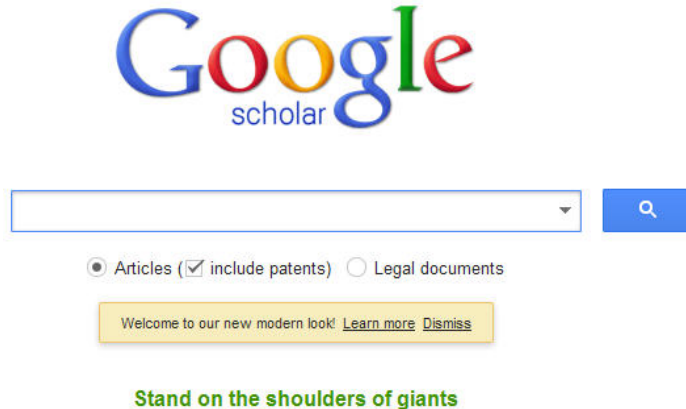 Google
scholar
Articles (include patents) Legal documents
Welcome to our new modern look! Learn more Dismiss
Stand on the shoulders of giants